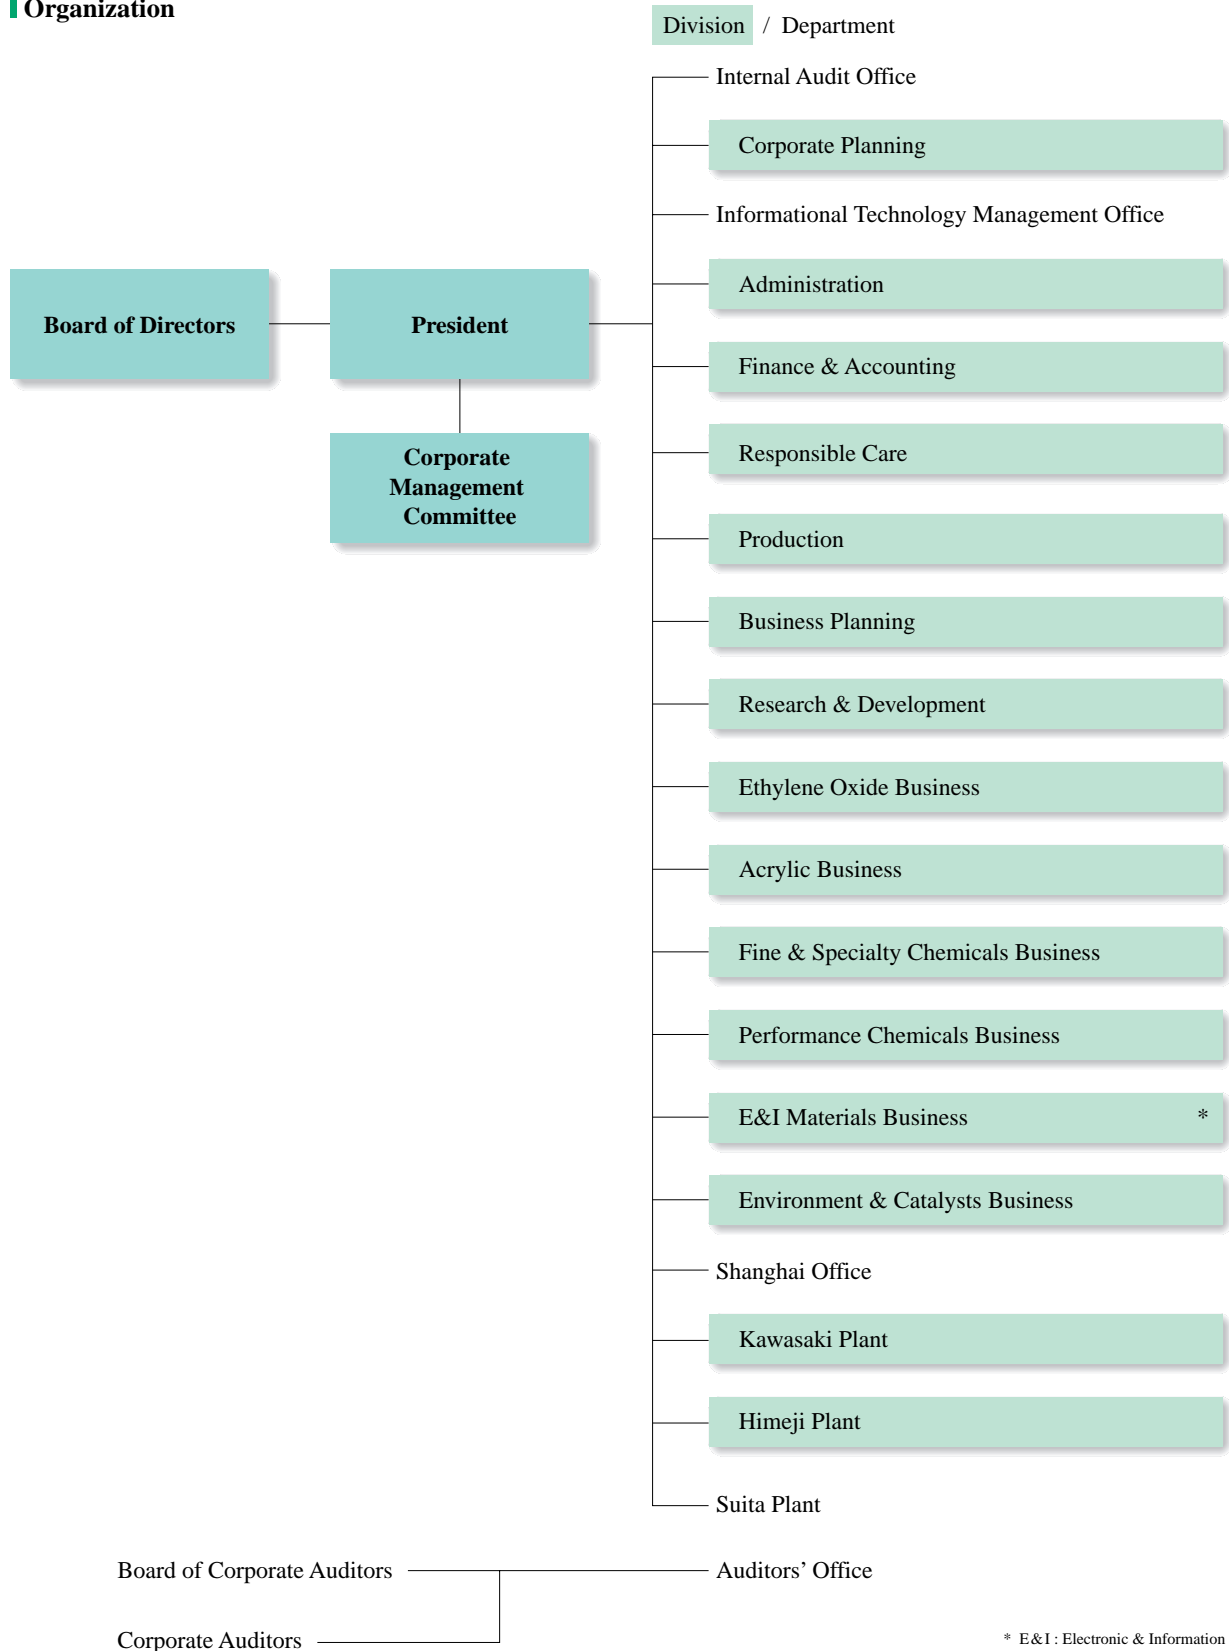 Organization
Division / Department
Internal Audit Office
Corporate Planning
Informational Technology Management Office
Administration
Board of Directors
President
Finance & Accounting
Corporate
Management
Committee
Responsible Care
Production
Business Planning
Research & Development
Ethylene Oxide Business
Acrylic Business
Fine & Specialty Chemicals Business
Performance Chemicals Business
E&I Materials Business *
Environment & Catalysts Business
Shanghai Office
Kawasaki Plant
Himeji Plant
Suita Plant
Board of Corporate Auditors
Auditors’ Office
Corporate Auditors
* E&I : Electronic & Information